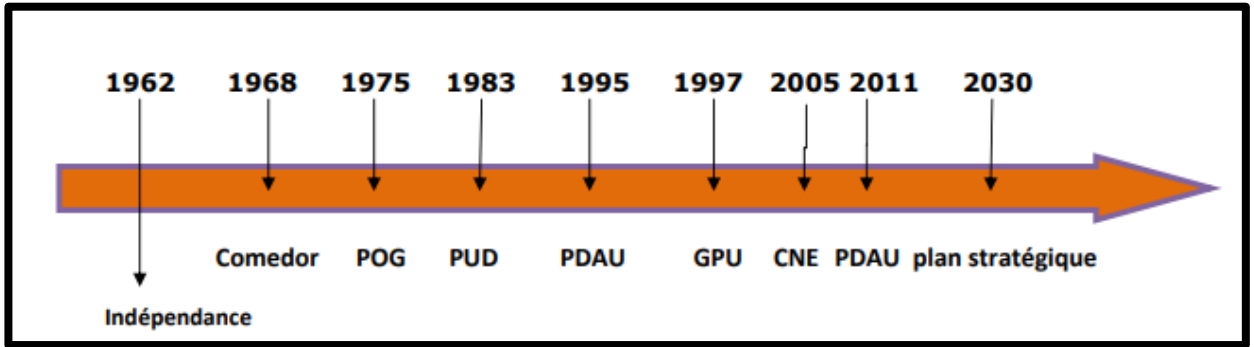 1962 1968 1975 1983 1995 1997 2005 2011 2030
Comedor POG PUD PDAU GPU CNE PDAU plan stratégique
Indépendance